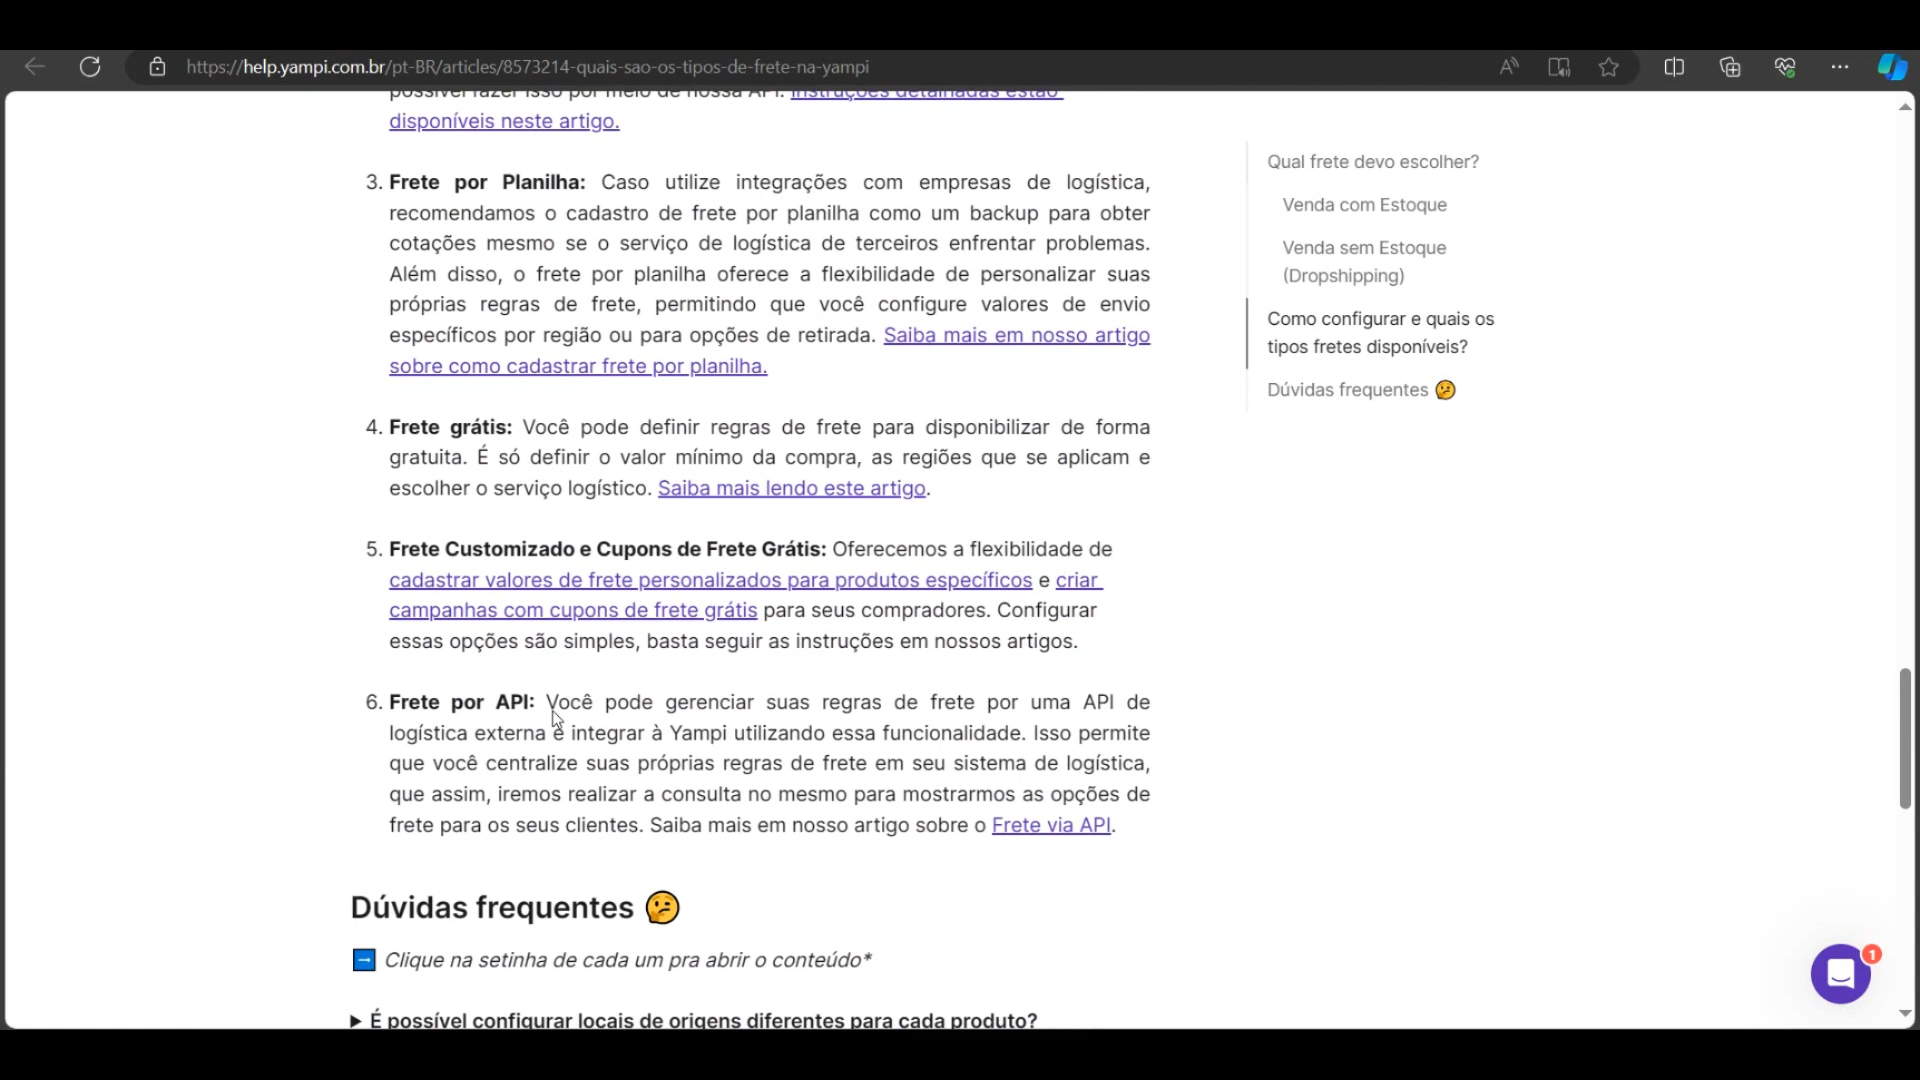 https://help.yampi.com.br/pt-BR/articles/8573214-quais-sao-os-tipos-de-frete-na-yampi
possível fazer isso por meio de nossa API. Instruções detalhadas estão
disponíveis neste artigo.
3. Frete por Planilha: Caso utilize integrações com empresas de logística,
recomendamos o cadastro de frete por planilha como um backup para obter
cotações mesmo se o serviço de logística de terceiros enfrentar problemas.
Além disso, o frete por planilha oferece a flexibilidade de personalizar suas
próprias regras de frete, permitindo que você configure valores de envio
específicos por região ou para opções de retirada. Saiba mais em nosso artigo
sobre como cadastrar frete por planilha.
4. Frete grátis: Você pode definir regras de frete para disponibilizar de forma
gratuita. É só definir o valor mínimo da compra, as regiões que se aplicam e
escolher o serviço logístico. Saiba mais lendo este artigo.
5. Frete Customizado e Cupons de Frete Grátis: Oferecemos a flexibilidade de
cadastrar valores de frete personalizados para produtos específicos e criar
campanhas com cupons de frete grátis para seus compradores. Configurar
essas opções são simples, basta seguir as instruções em nossos artigos.
6. Frete por API: Você pode gerenciar suas regras de frete por uma API de
logística externa e integrar à Yampi utilizando essa funcionalidade. Isso permite
que você centralize suas próprias regras de frete em seu sistema de logística,
que assim, iremos realizar a consulta no mesmo para mostrarmos as opções de
frete para os seus clientes. Saiba mais em nosso artigo sobre o Frete via API.
Dúvidas frequentes 🤔
➡️ Clique na setinha de cada um pra abrir o conteúdo*
▶ É possível configurar locais de origens diferentes para cada produto?
Qual frete devo escolher?
Venda com Estoque
Venda sem Estoque
(Dropshipping)
Como configurar e quais os
tipos fretes disponíveis?
Dúvidas frequentes 🤔
1